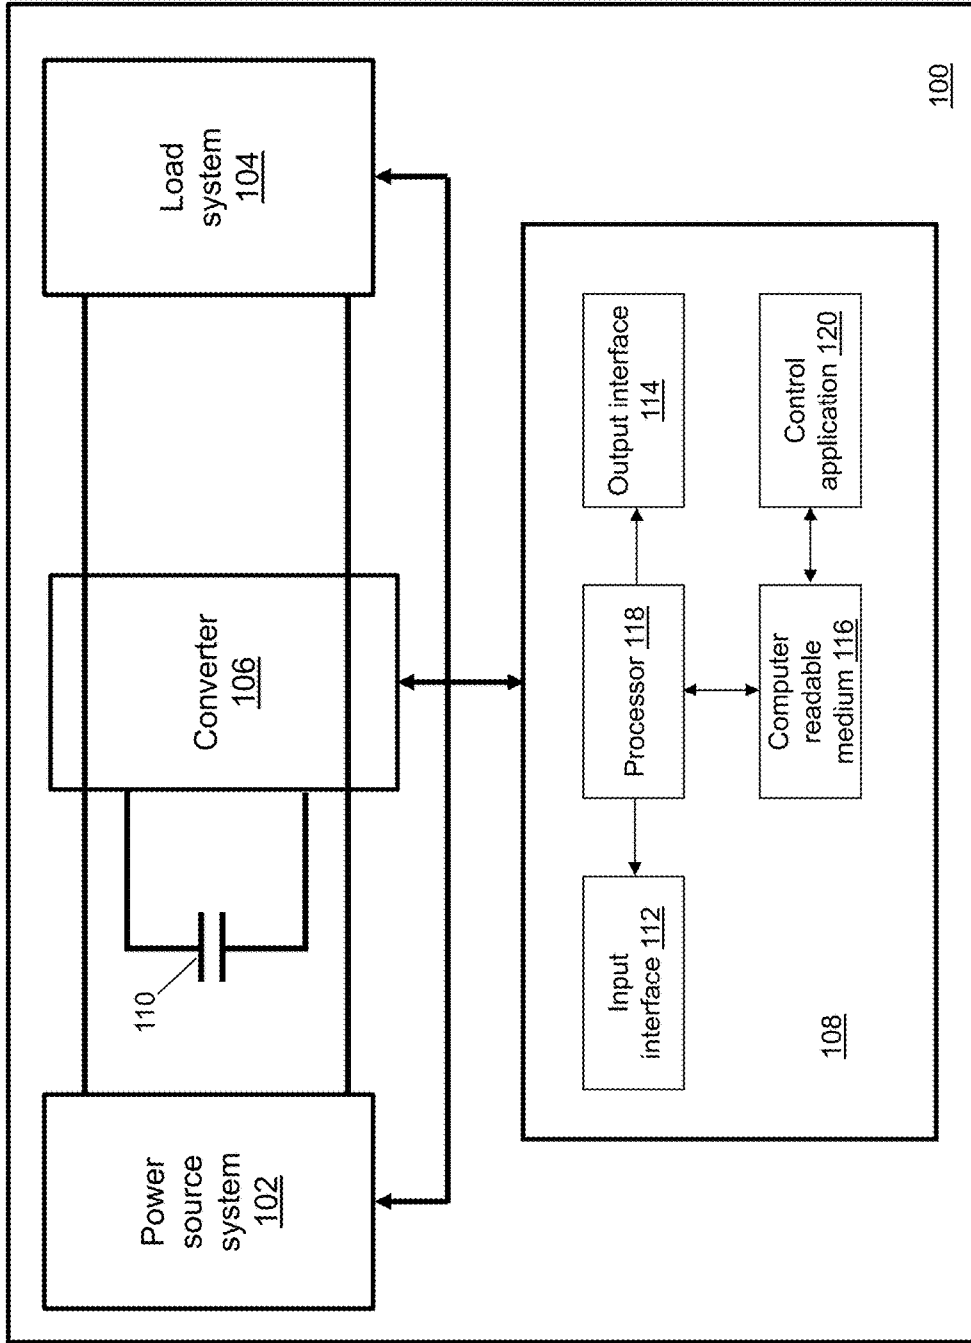 Power
source
system
102
110
Converter
106
Load
system
104
Input
interface 112
Processor 118
Output interface
114
Computer
readable
medium 116
Control
application 120
108
100